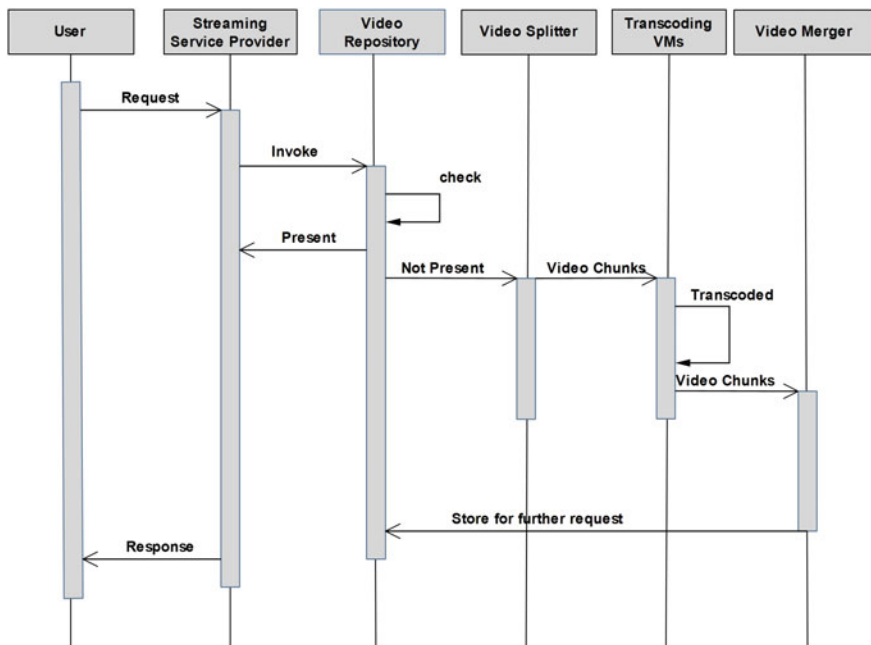 User
Streaming
Service Provider
Video
Repository
Video Splitter
Transcoding
VMs
Video Merger
Request
Invoke
check
Present
Not Present
Video Chunks
Transcoded
Video Chunks
Store for further request
Response